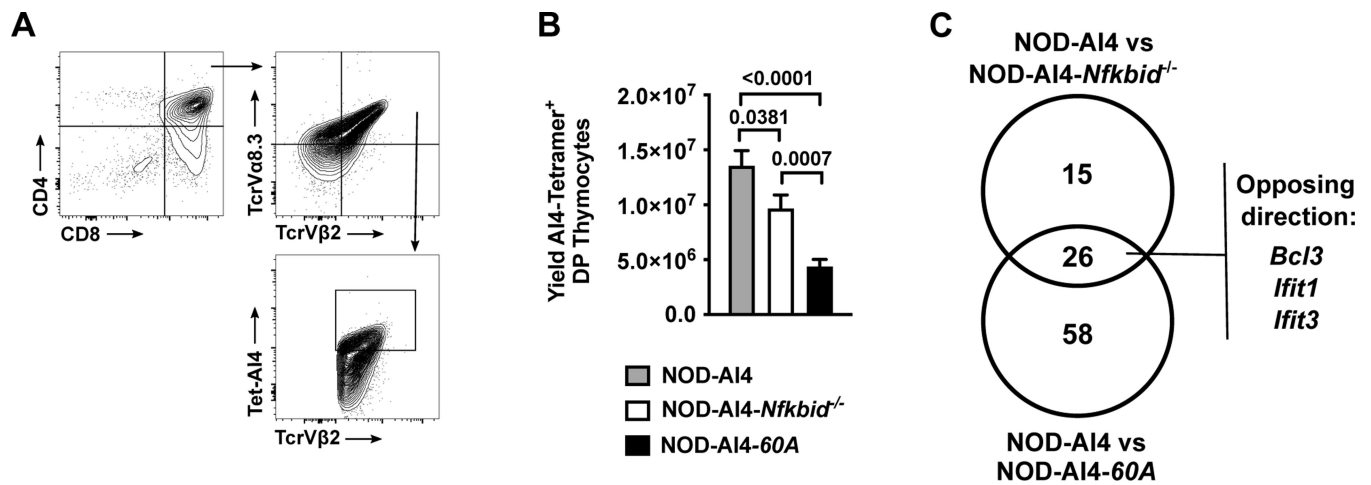 A
CD4
CD8
TcrVα8.3
TcrVβ2
Tet-AI4
TcrVβ2
B
Yield AI4-Tetramer⁺
DP Thymocytes
<0.0001
0.0381
0.0007
2.0×10⁷
1.5×10⁷
1.0×10⁷
5.0×10⁶
0.0
NOD-AI4
NOD-AI4-Nfkbid⁻/⁻
NOD-AI4-60A
C
NOD-AI4 vs
NOD-AI4-Nfkbid⁻/⁻
15
26
58
Opposing
direction:
Bcl3
Ifit1
Ifit3
NOD-AI4 vs
NOD-AI4-60A